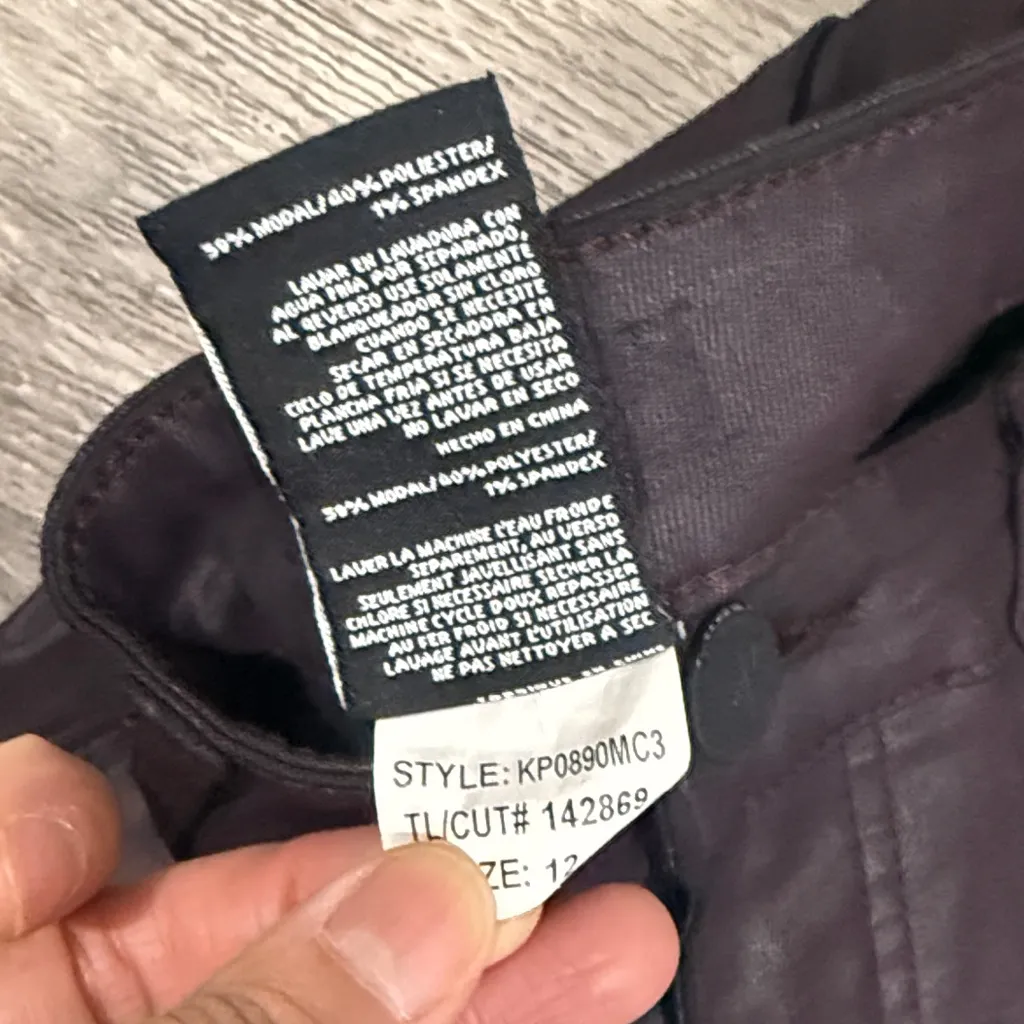 59% MODAL/40% POLIESTER/
1% SPANDEX
LAVAR EN LAVADORA CON
AGUA FRIA POR SEPARADO,
AL REVERSO USE SOLAMENTE
BLANQUEADOR SIN CLORO
CUANDO SE NECESITE
SECAR EN SECADORA EN
CICLO DE TEMPERATURA BAJA
PLANCHA FRIA SI SE NECESITA
LAVE UNA VEZ ANTES DE USAR
NO LAVAR EN SECO
HECHO EN CHINA
59% MODAL/40% POLYESTER/
1% SPANDEX
LAVER LA MACHINE L'EAU FROIDE
SEPAREMENT, AU VERSO
SEULEMENT JAVELLISANT SANS
CHLORE SI NECESSAIRE SECHER LA
MACHINE CYCLE DOUX REPASSER
AU FER FROID SI NECESSAIRE
LAVAGE AVANT L'UTILISATION
NE PAS NETTOYER A SEC
STYLE: KP0890MC3
TL/CUT# 142869
ZE: 12